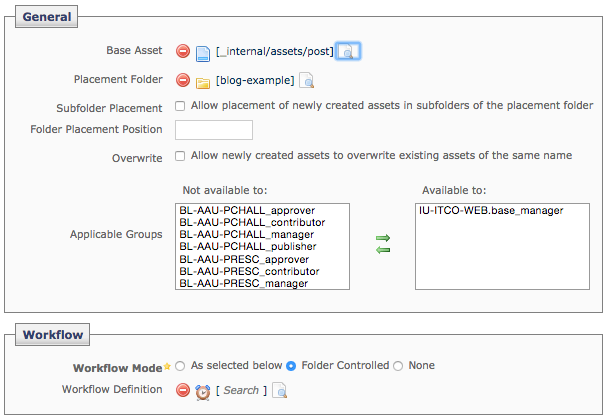 General
Base Asset [_internal/assets/post]
Placement Folder [blog-example]
Subfolder Placement Allow placement of newly created assets in subfolders of the placement folder
Folder Placement Position
Overwrite Allow newly created assets to overwrite existing assets of the same name
Not available to: Available to:
Applicable Groups
BL-AAU-PCHALL_approver
BL-AAU-PCHALL_contributor
BL-AAU-PCHALL_manager
BL-AAU-PCHALL_publisher
BL-AAU-PRESC_approver
BL-AAU-PRESC_contributor
BL-AAU-PRESC_manager
IU-ITCO-WEB.base_manager
Workflow
Workflow Mode As selected below Folder Controlled None
Workflow Definition [ Search ]